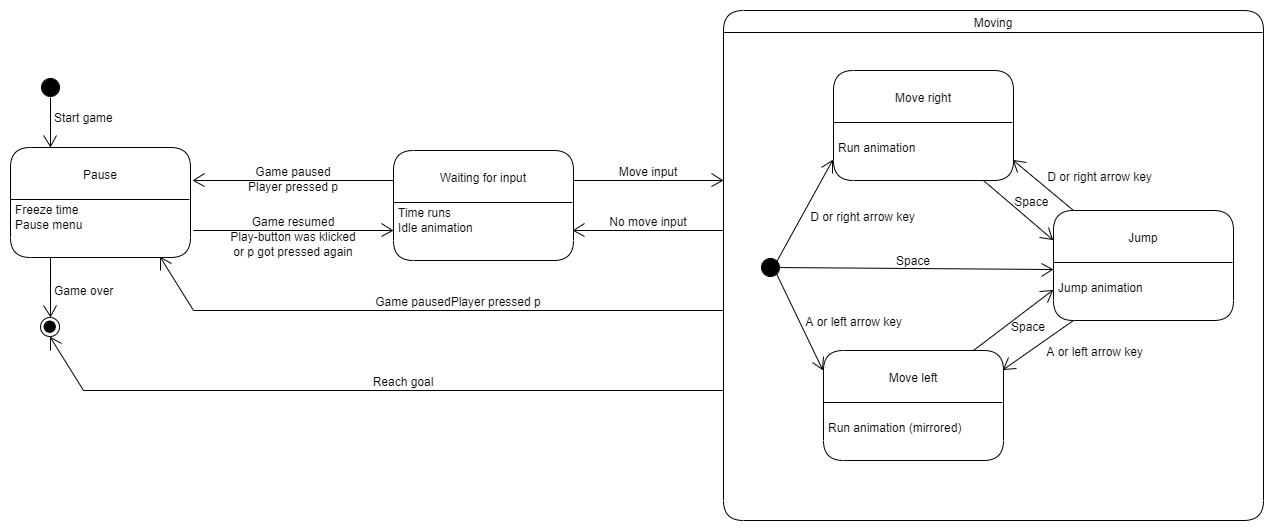 Moving
Start game
Pause
Freeze time
Pause menu
Game over
Game paused
Player pressed p
Game resumed
Play-button was klicked
or p got pressed again
Waiting for input
Time runs
Idle animation
Move input
No move input
Game pausedPlayer pressed p
Reach goal
Move right
Run animation
D or right arrow key
Space
D or right arrow key
Space
Jump
Jump animation
A or left arrow key
Space
A or left arrow key
Move left
Run animation (mirrored)